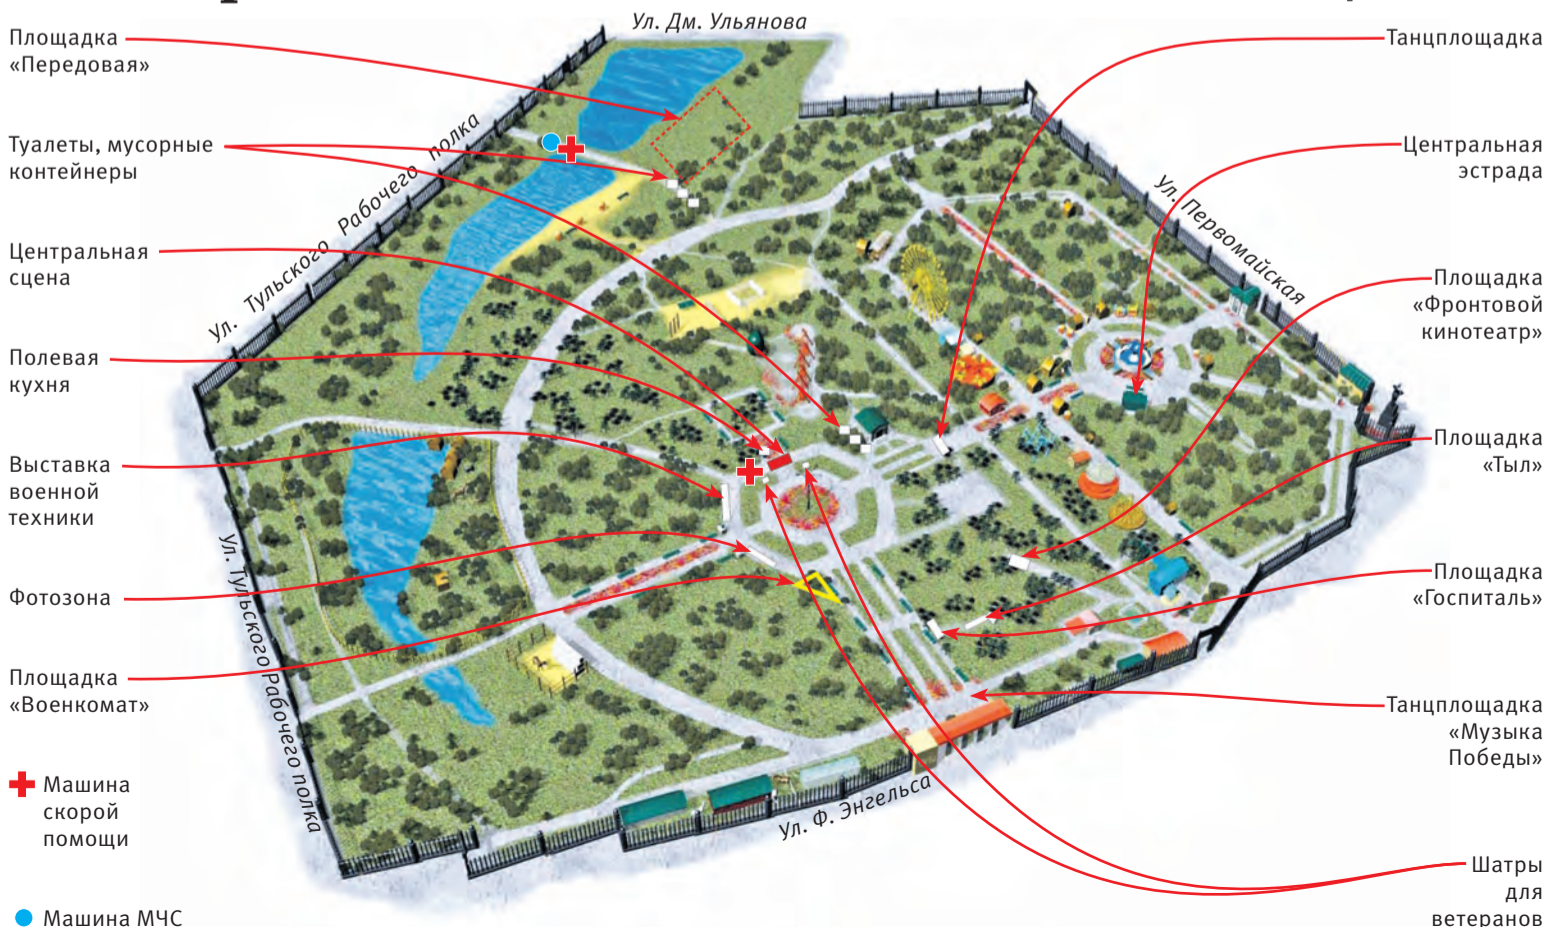 Ул. Дм. Ульянова
Площадка
«Передовая»
Туалеты, мусорные
контейнеры
Центральная
сцена
Полевая
кухня
Выставка
военной
техники
Фотозона
Площадка
«Военкомат»
Машина
скорой
помощи
Машина МЧС
Ул. Тульского Рабочего полка
Ул. Тульского Рабочего полка
Ул. Ф. Энгельса
Ул. Первомайская
Танцплощадка
Центральная
эстрада
Площадка
«Фронтовой
кинотеатр»
Площадка
«Тыл»
Площадка
«Госпиталь»
Танцплощадка
«Музыка
Победы»
Шатры
для
ветеранов